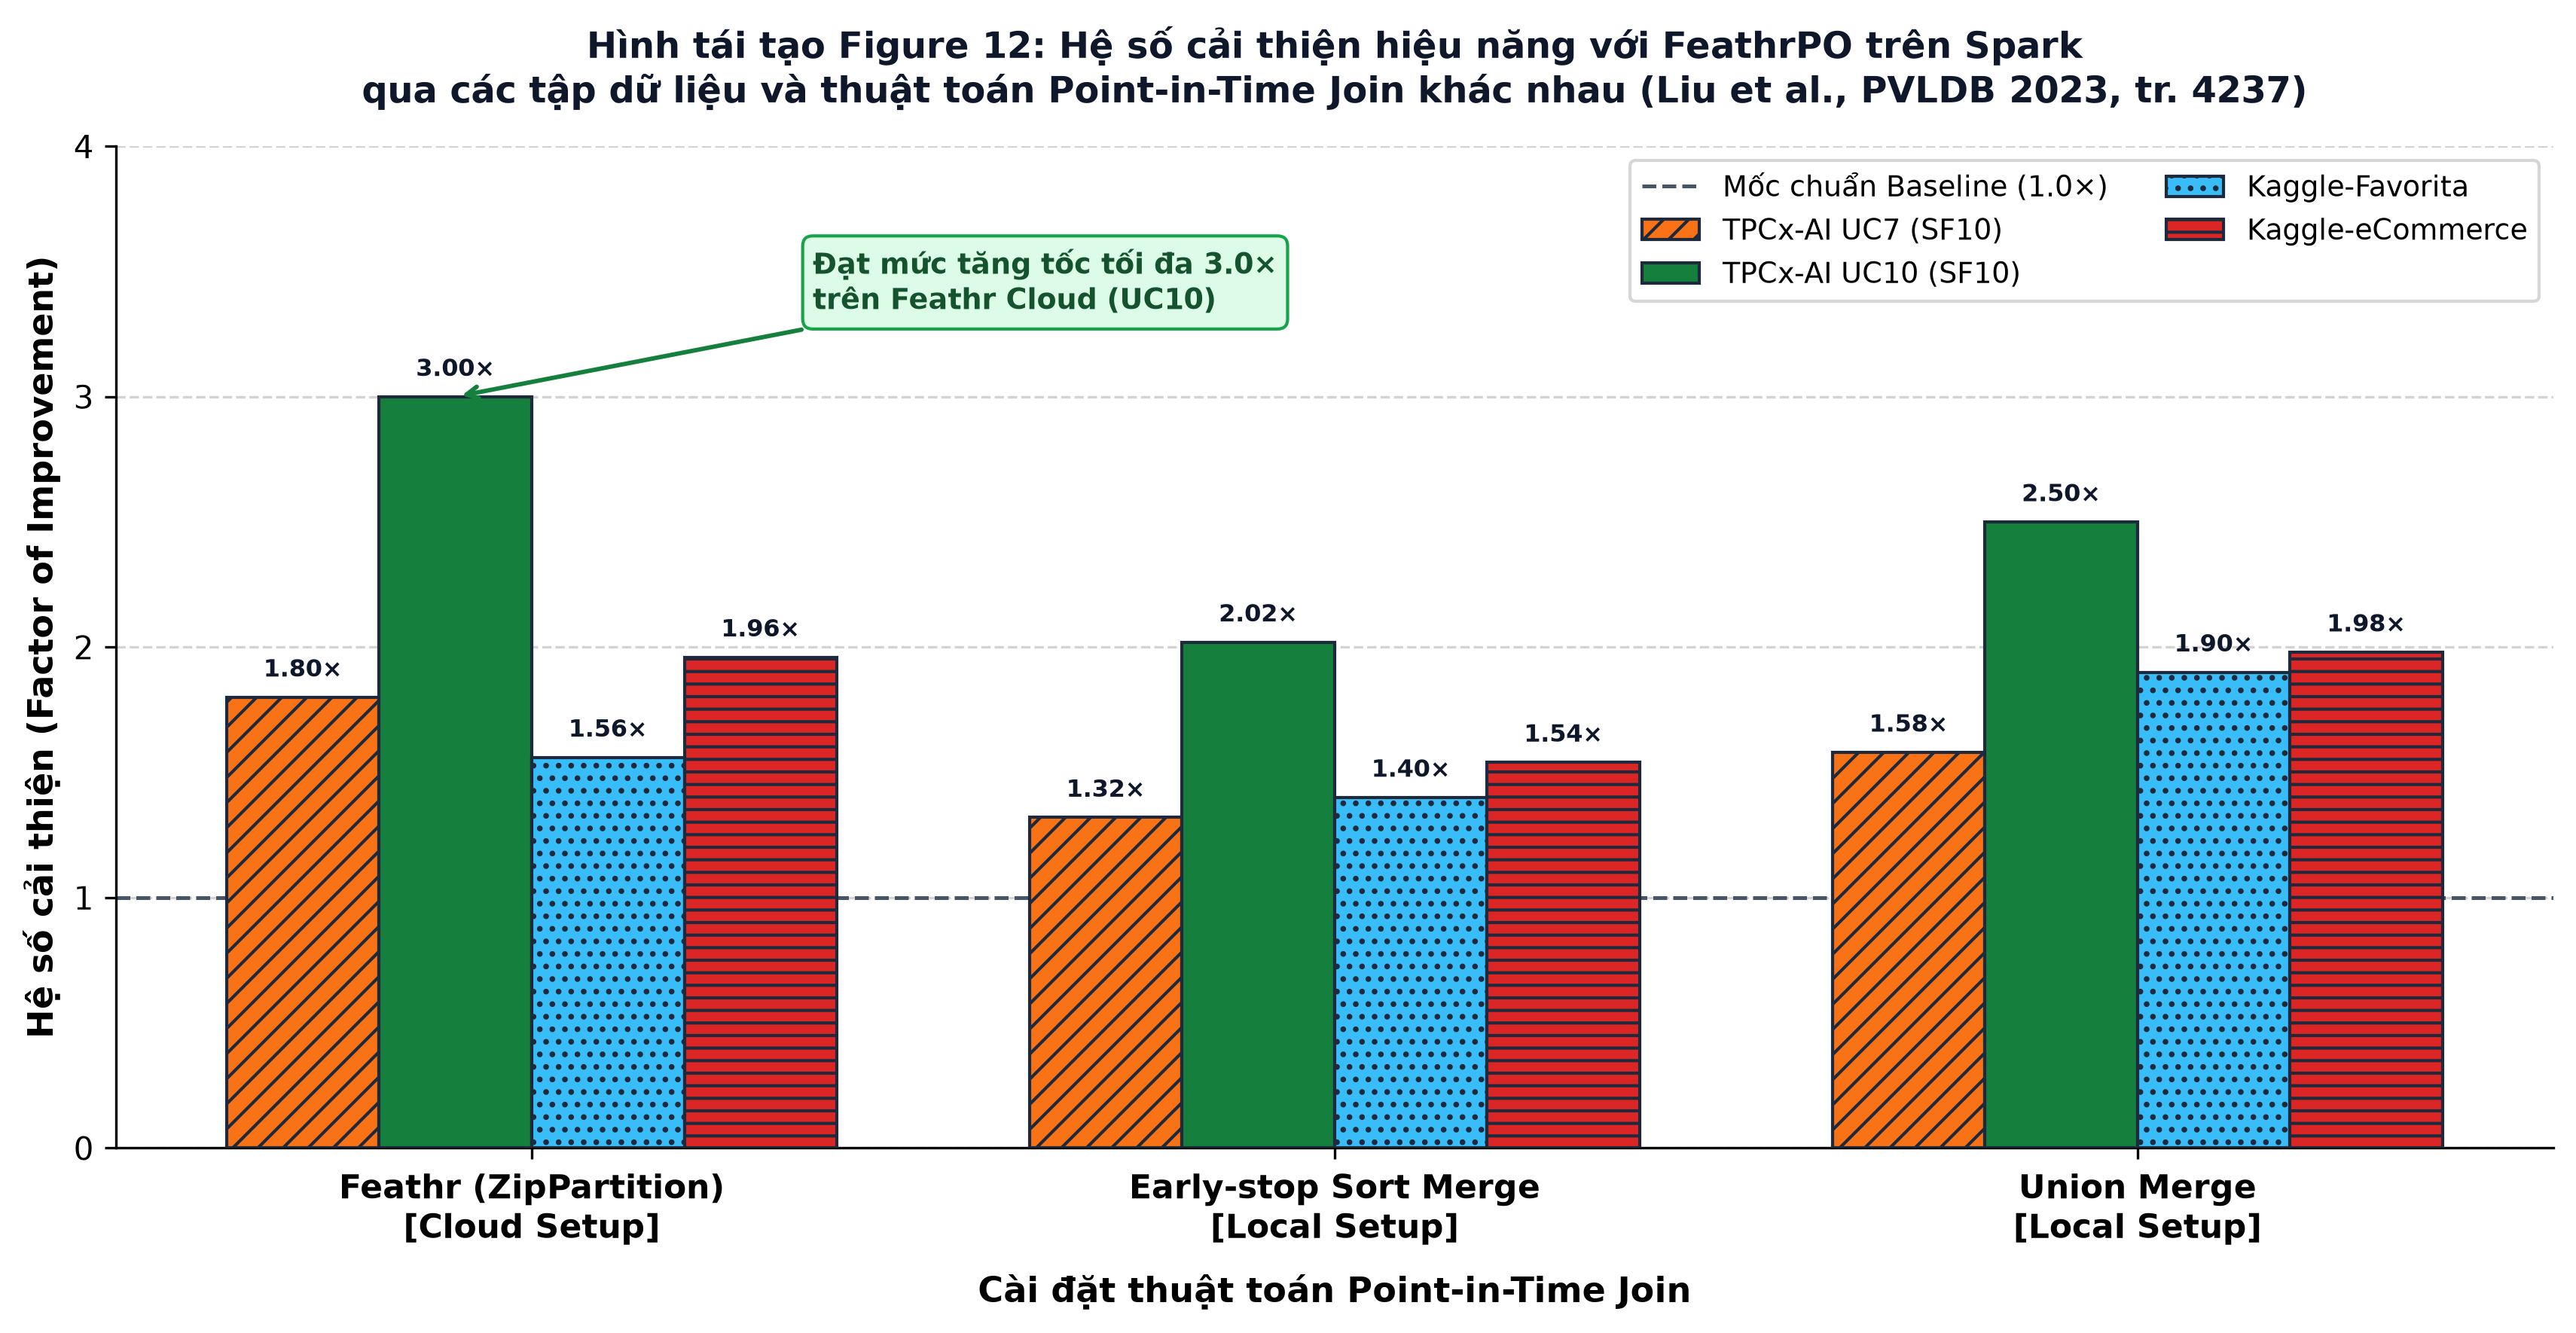 Hình tái tạo Figure 12: Hệ số cải thiện hiệu năng với FeathrPO trên Spark
qua các tập dữ liệu và thuật toán Point-in-Time Join khác nhau (Liu et al., PVLDB 2023, tr. 4237)
Hệ số cải thiện (Factor of Improvement)
4
3
2
1
0
Mốc chuẩn Baseline (1.0×)
TPCx-AI UC7 (SF10)
TPCx-AI UC10 (SF10)
Kaggle-Favorita
Kaggle-eCommerce
Đạt mức tăng tốc tối đa 3.0×
trên Feathr Cloud (UC10)
1.80×
3.00×
1.56×
1.96×
1.32×
2.02×
1.40×
1.54×
1.58×
2.50×
1.90×
1.98×
Feathr (ZipPartition)
[Cloud Setup]
Early-stop Sort Merge
[Local Setup]
Union Merge
[Local Setup]
Cài đặt thuật toán Point-in-Time Join